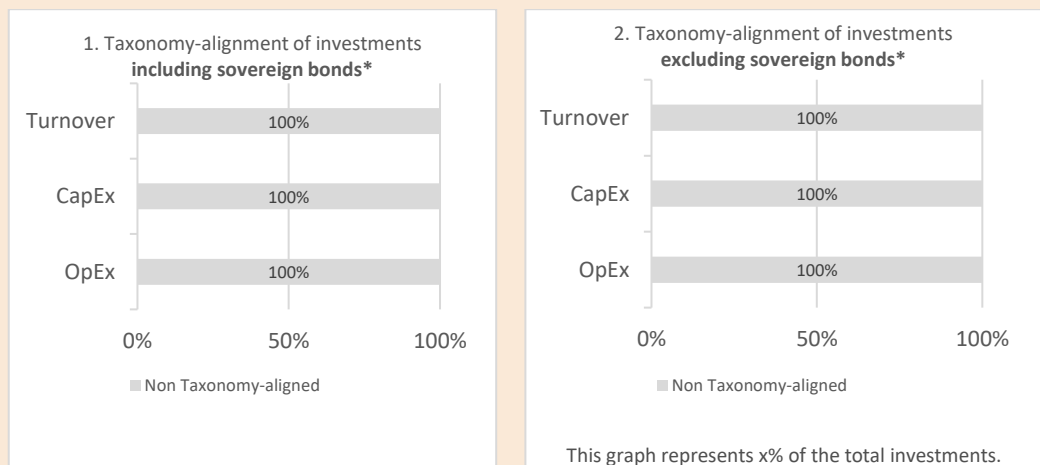 1. Taxonomy-alignment of investments
including sovereign bonds*
Turnover
100%
CapEx
100%
OpEx
100%
0%
50%
100%
Non Taxonomy-aligned
2. Taxonomy-alignment of investments
excluding sovereign bonds*
Turnover
100%
CapEx
100%
OpEx
100%
0%
50%
100%
Non Taxonomy-aligned
This graph represents x% of the total investments.